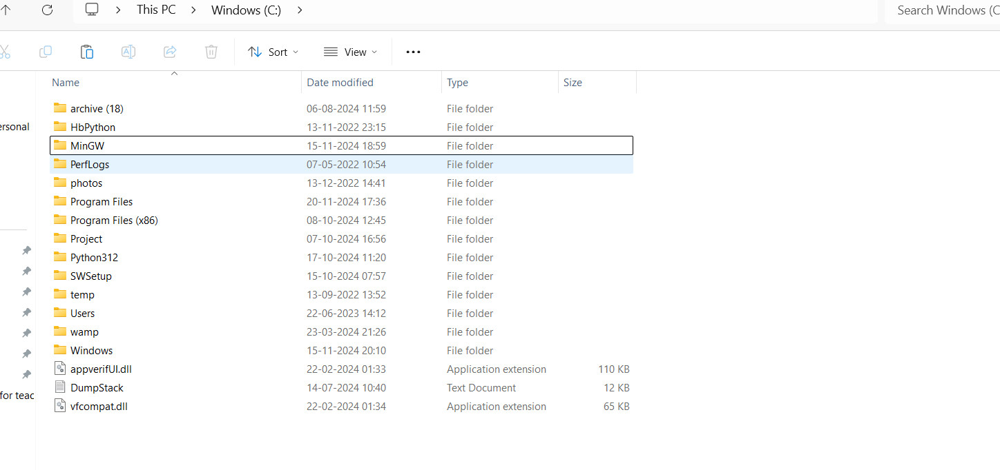 This PC Windows (C:) Search Windows (C
Sort View
Name Date modified Type Size
archive (18) 06-08-2024 11:59 File folder
ersonal HbPython 13-11-2022 23:15 File folder
MinGW 15-11-2024 18:59 File folder
PerfLogs 07-05-2022 10:54 File folder
photos 13-12-2022 14:41 File folder
Program Files 20-11-2024 17:36 File folder
Program Files (x86) 08-10-2024 12:45 File folder
Project 07-10-2024 16:56 File folder
Python312 17-10-2024 11:20 File folder
SWSetup 15-10-2024 07:57 File folder
temp 13-09-2022 13:52 File folder
Users 22-06-2023 14:12 File folder
wamp 23-03-2024 21:26 File folder
Windows 15-11-2024 20:10 File folder
appverifUI.dll 22-02-2024 01:33 Application extension 110 KB
DumpStack 14-07-2024 10:40 Text Document 12 KB
for teac
vfcompat.dll 22-02-2024 01:34 Application extension 65 KB